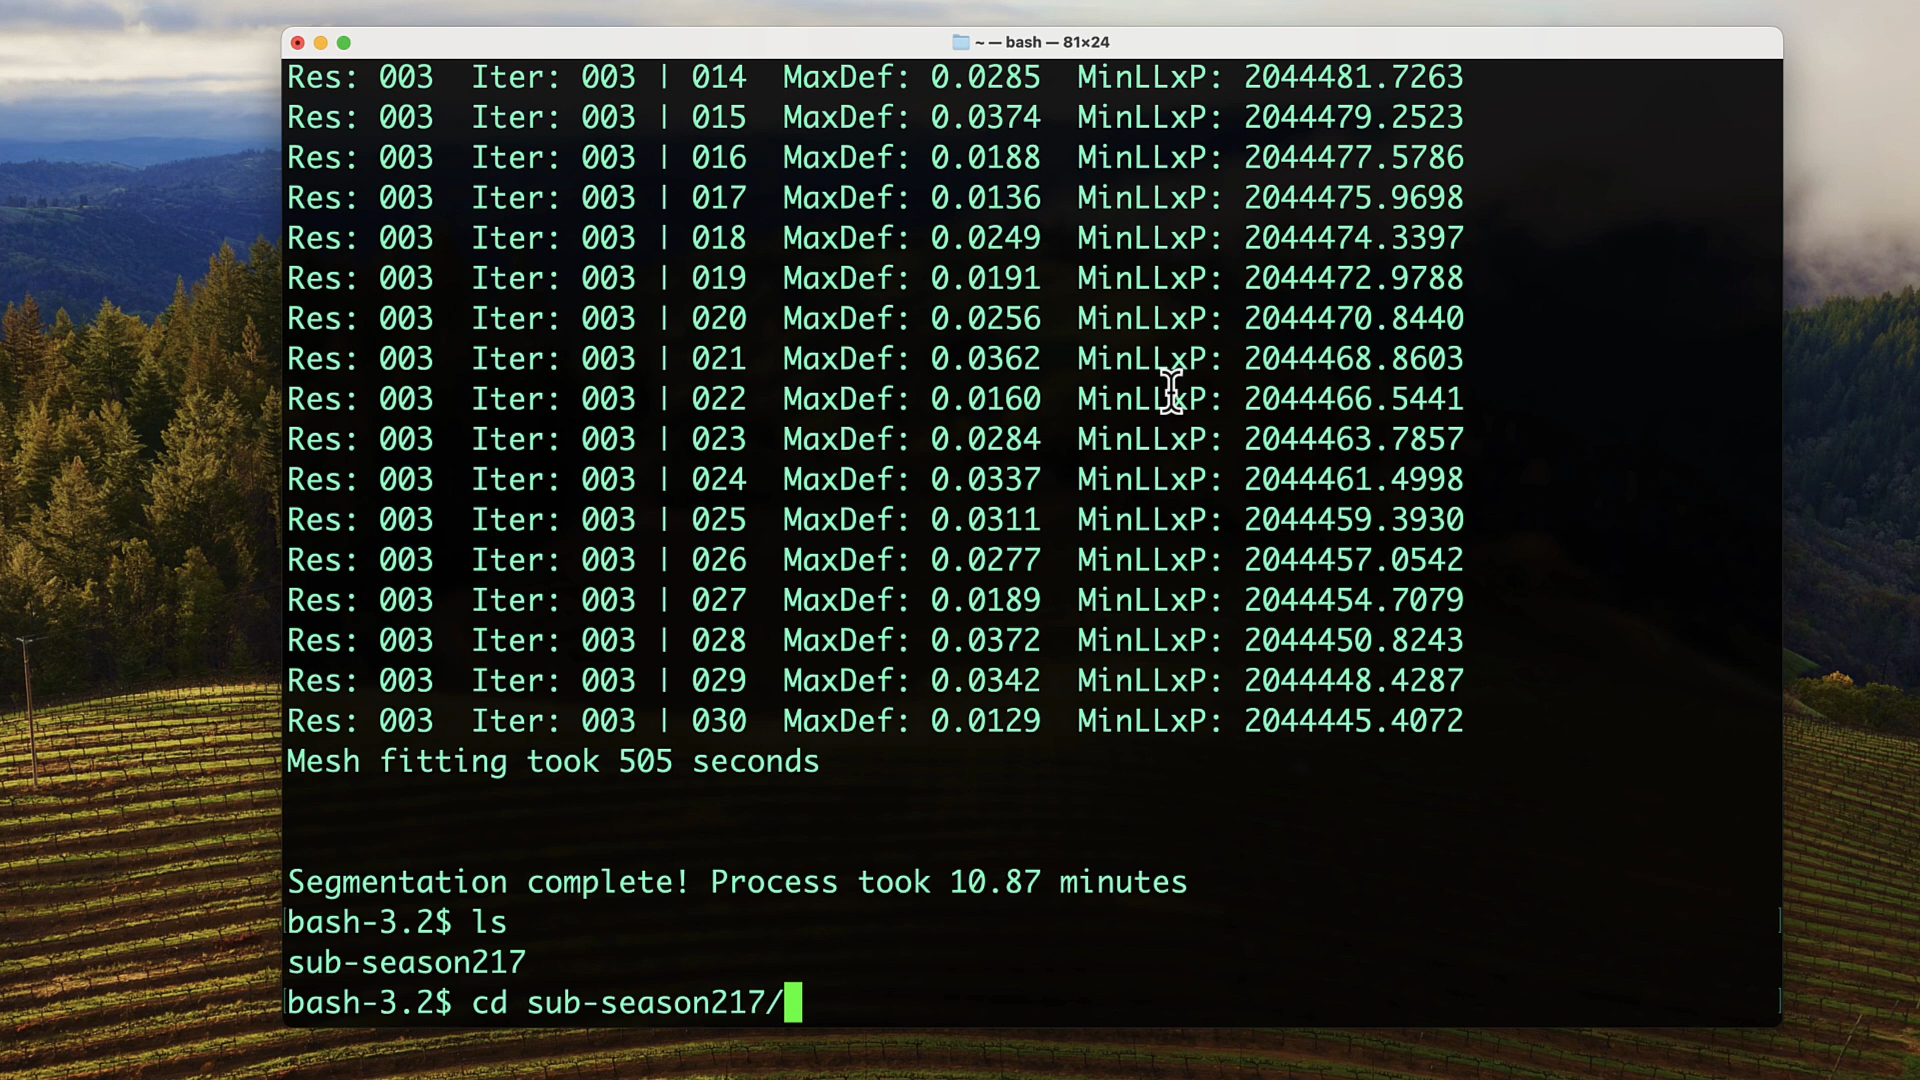 ~ — bash — 81×24
Res: 003  Iter: 003 | 014  MaxDef: 0.0285  MinLLxP: 2044481.7263
Res: 003  Iter: 003 | 015  MaxDef: 0.0374  MinLLxP: 2044479.2523
Res: 003  Iter: 003 | 016  MaxDef: 0.0188  MinLLxP: 2044477.5786
Res: 003  Iter: 003 | 017  MaxDef: 0.0136  MinLLxP: 2044475.9698
Res: 003  Iter: 003 | 018  MaxDef: 0.0249  MinLLxP: 2044474.3397
Res: 003  Iter: 003 | 019  MaxDef: 0.0191  MinLLxP: 2044472.9788
Res: 003  Iter: 003 | 020  MaxDef: 0.0256  MinLLxP: 2044470.8440
Res: 003  Iter: 003 | 021  MaxDef: 0.0362  MinLLxP: 2044468.8603
Res: 003  Iter: 003 | 022  MaxDef: 0.0160  MinLLxP: 2044466.5441
Res: 003  Iter: 003 | 023  MaxDef: 0.0284  MinLLxP: 2044463.7857
Res: 003  Iter: 003 | 024  MaxDef: 0.0337  MinLLxP: 2044461.4998
Res: 003  Iter: 003 | 025  MaxDef: 0.0311  MinLLxP: 2044459.3930
Res: 003  Iter: 003 | 026  MaxDef: 0.0277  MinLLxP: 2044457.0542
Res: 003  Iter: 003 | 027  MaxDef: 0.0189  MinLLxP: 2044454.7079
Res: 003  Iter: 003 | 028  MaxDef: 0.0372  MinLLxP: 2044450.8243
Res: 003  Iter: 003 | 029  MaxDef: 0.0342  MinLLxP: 2044448.4287
Res: 003  Iter: 003 | 030  MaxDef: 0.0129  MinLLxP: 2044445.4072
Mesh fitting took 505 seconds
Segmentation complete! Process took 10.87 minutes
bash-3.2$ ls
sub-season217
bash-3.2$ cd sub-season217/